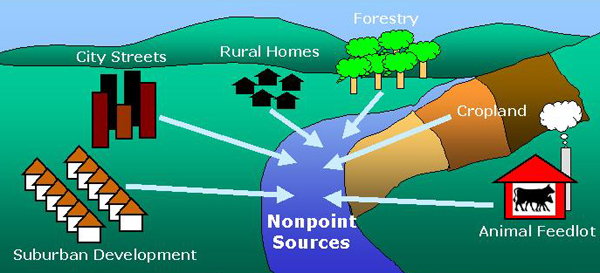 Forestry
City Streets
Rural Homes
Cropland
Nonpoint
Sources
Animal Feedlot
Suburban Development